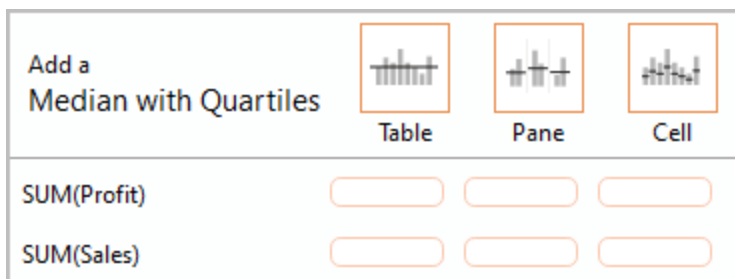 Add a
Median with Quartiles
Table Pane Cell
SUM(Profit)
SUM(Sales)